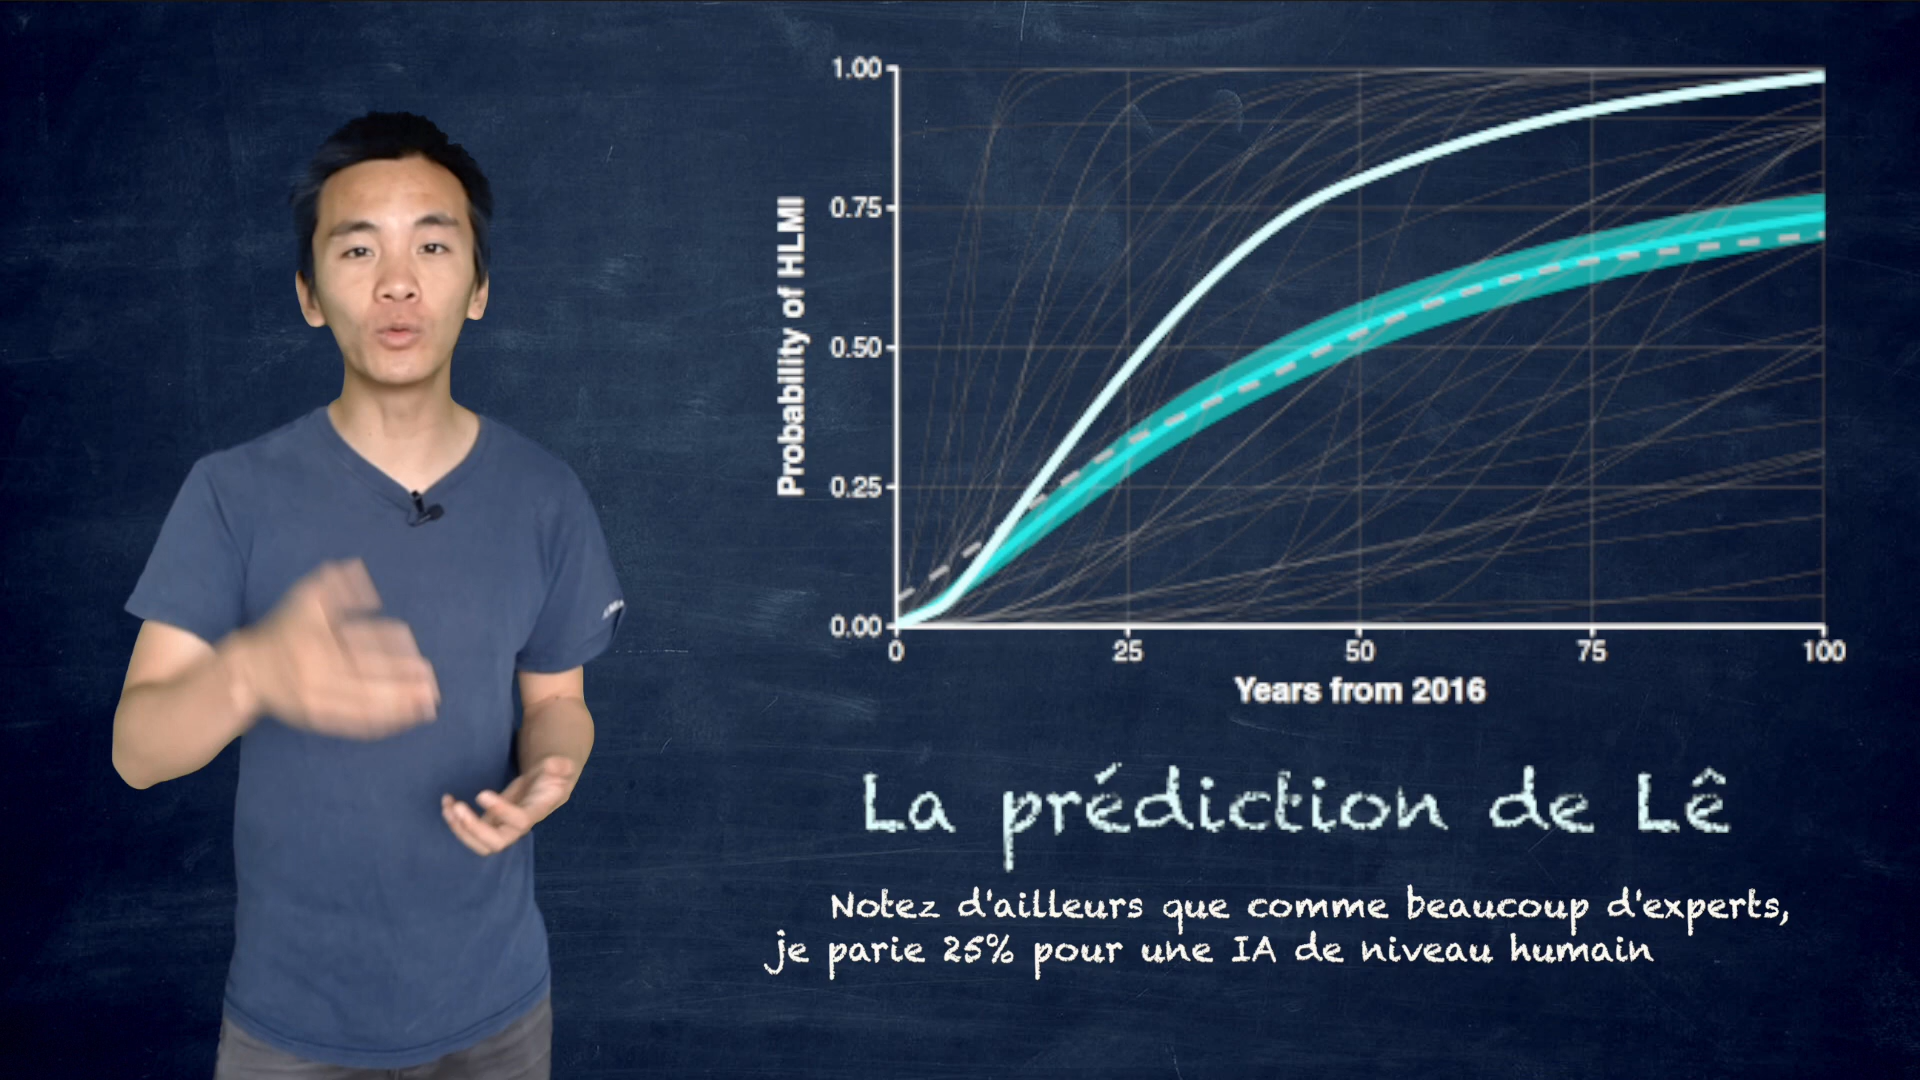 1.00
0.75
0.50
0.25
0.00
Probability of HLMI
0 25 50 75 100
Years from 2016
La prédiction de Lê
Notez d'ailleurs que comme beaucoup d'experts,
je parie 25% pour une IA de niveau humain